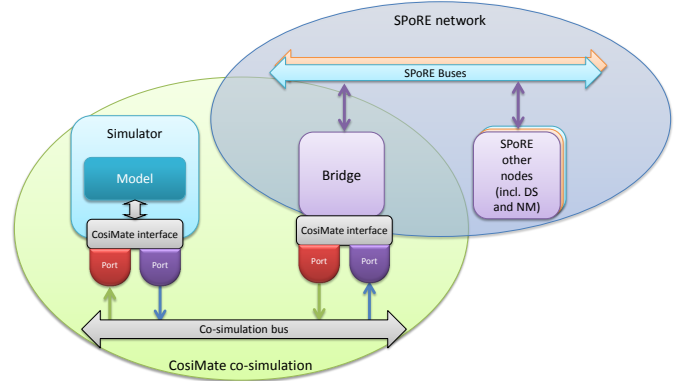 SPoRE network
SPoRE Buses
Simulator
Model
CosiMate interface
Port
Port
Bridge
CosiMate interface
Port
Port
SPoRE
other
nodes
(incl. DS
and NM)
Co-simulation bus
CosiMate co-simulation